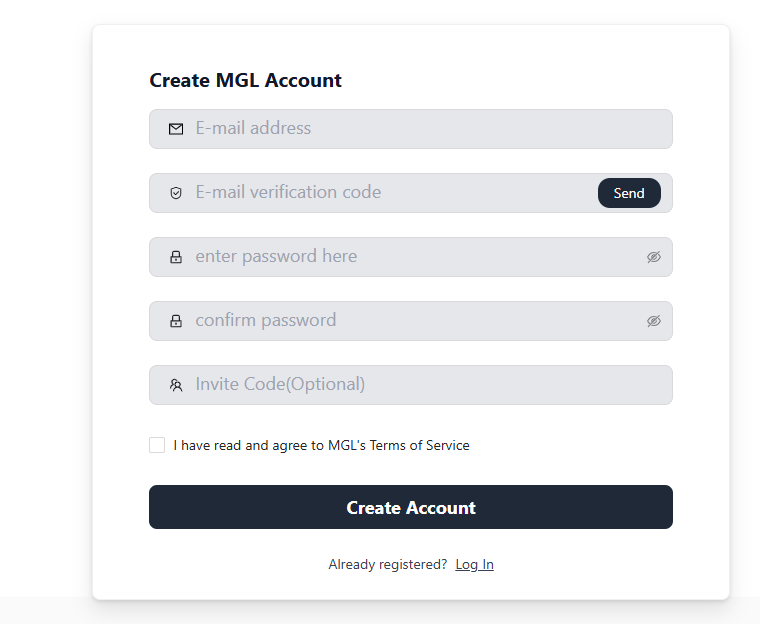 Create MGL Account
E-mail address
E-mail verification code
Send
enter password here
confirm password
Invite Code(Optional)
I have read and agree to MGL's Terms of Service
Create Account
Already registered? Log In